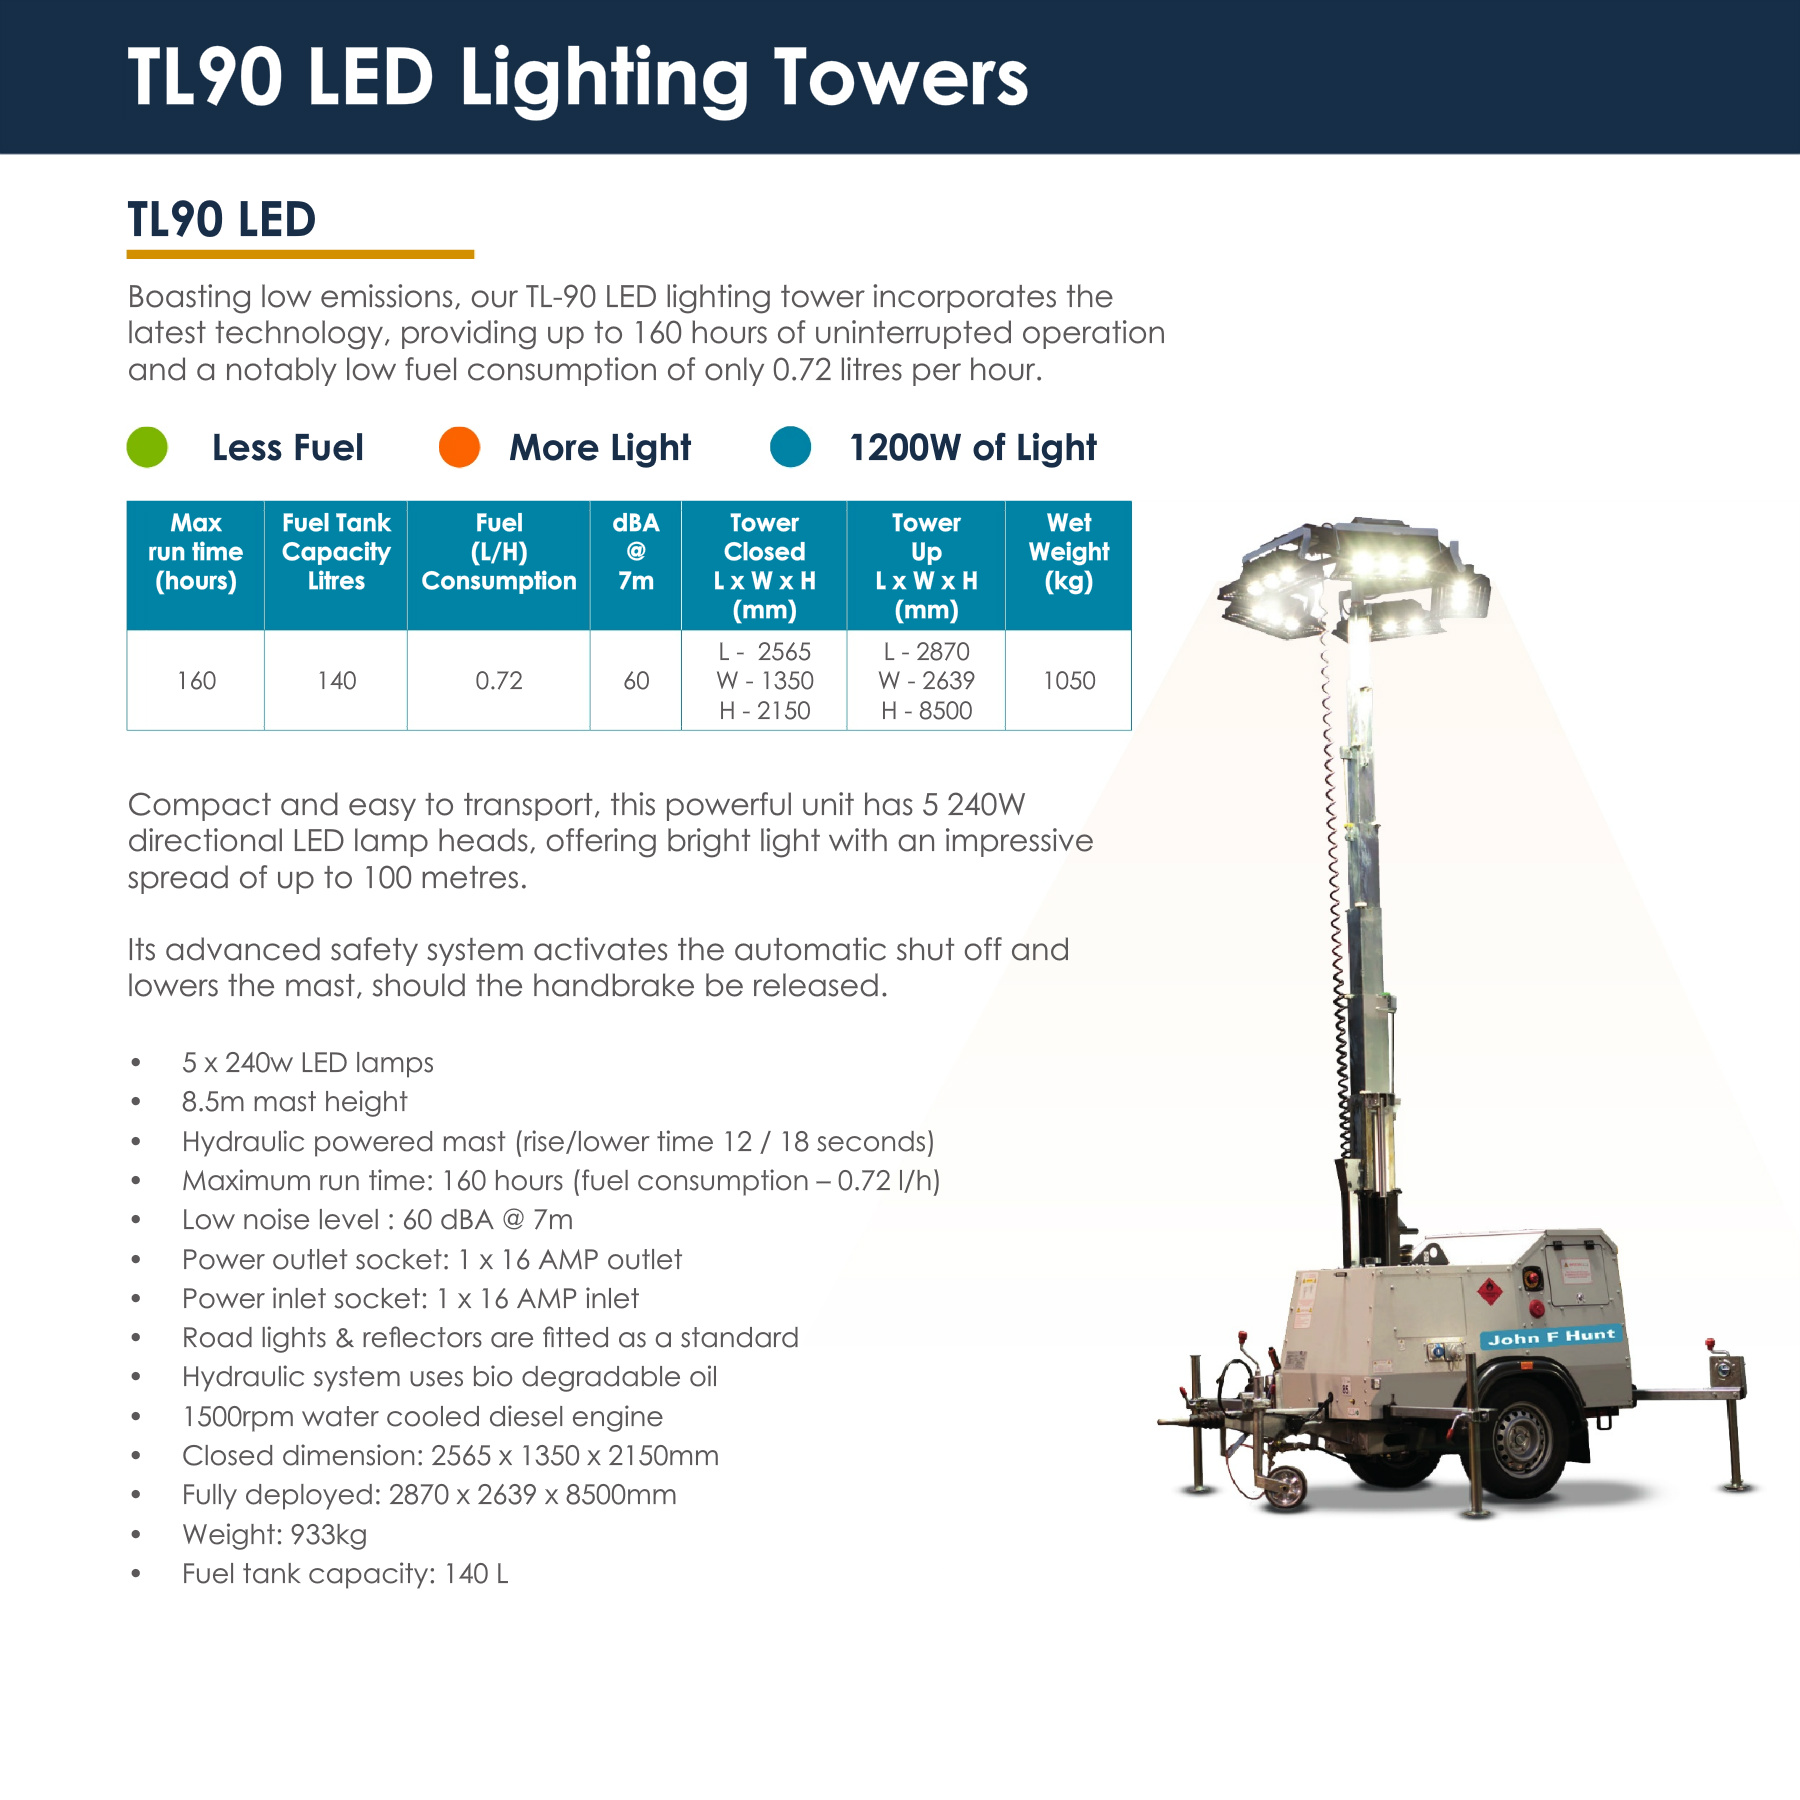 TL90 LED Lighting Towers
TL90 LED
Boasting low emissions, our TL-90 LED lighting tower incorporates the
latest technology, providing up to 160 hours of uninterrupted operation
and a notably low fuel consumption of only 0.72 litres per hour.
Less Fuel More Light 1200W of Light
Max run time (hours) Fuel Tank Capacity Litres Fuel (L/H) Consumption dBA @ 7m Tower Closed L x W x H (mm) Tower Up L x W x H (mm) Wet Weight (kg)
160 140 0.72 60 L - 2565 W - 1350 H - 2150 L - 2870 W - 2639 H - 8500 1050
Compact and easy to transport, this powerful unit has 5 240W
directional LED lamp heads, offering bright light with an impressive
spread of up to 100 metres.
Its advanced safety system activates the automatic shut off and
lowers the mast, should the handbrake be released.
• 5 x 240w LED lamps
• 8.5m mast height
• Hydraulic powered mast (rise/lower time 12 / 18 seconds)
• Maximum run time: 160 hours (fuel consumption – 0.72 l/h)
• Low noise level : 60 dBA @ 7m
• Power outlet socket: 1 x 16 AMP outlet
• Power inlet socket: 1 x 16 AMP inlet
• Road lights & reflectors are fitted as a standard
• Hydraulic system uses bio degradable oil
• 1500rpm water cooled diesel engine
• Closed dimension: 2565 x 1350 x 2150mm
• Fully deployed: 2870 x 2639 x 8500mm
• Weight: 933kg
• Fuel tank capacity: 140 L
John F Hunt